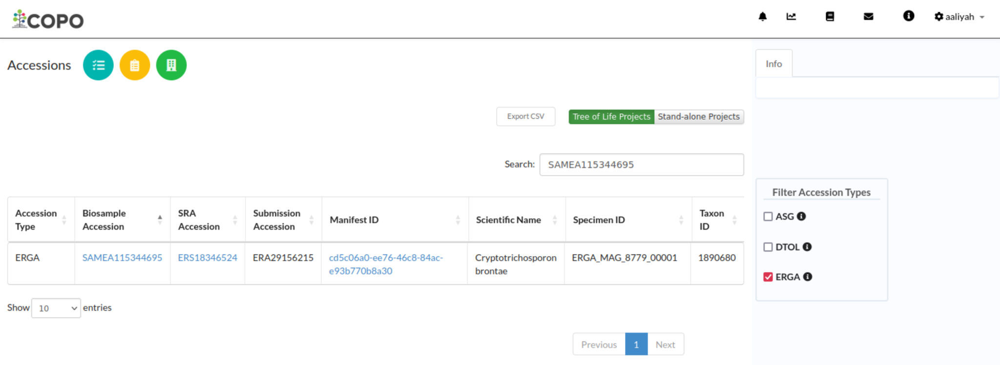 COPO
aaliyah
Accessions
Info
Export CSV
Tree of Life Projects
Stand-alone Projects
Search:
SAMEA115344695
Filter Accession Types
ASG
DTOL
ERGA
Accession
Type
Biosample
Accession
SRA
Accession
Submission
Accession
Manifest ID
Scientific Name
Specimen ID
Taxon
ID
ERGA
SAMEA115344695
ERS18346524
ERA29156215
cd5c06a0-ee76-46c8-84ac-
e93b770b8a30
Cryptotrichosporon
brontae
ERGA_MAG_8779_00001
1890680
Show 10 entries
Previous 1 Next